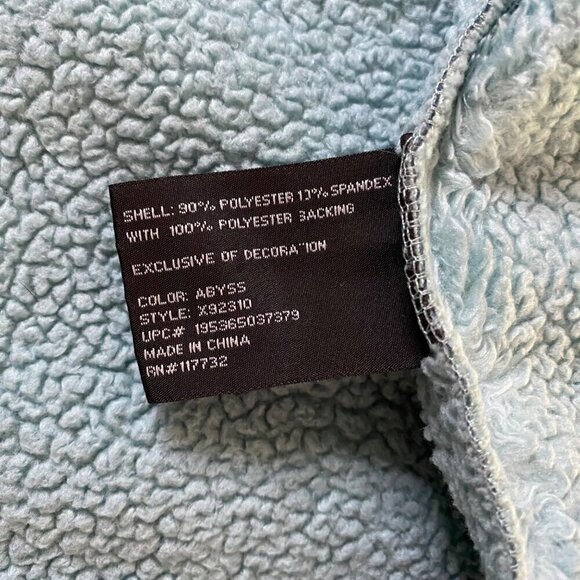 SHELL: 90% POLYESTER 10% SPANDEX
WITH 100% POLYESTER BACKING
EXCLUSIVE OF DECORATION
COLOR: ABYSS
STYLE: X92310
UPC# 195365037379
MADE IN CHINA
RN#117732